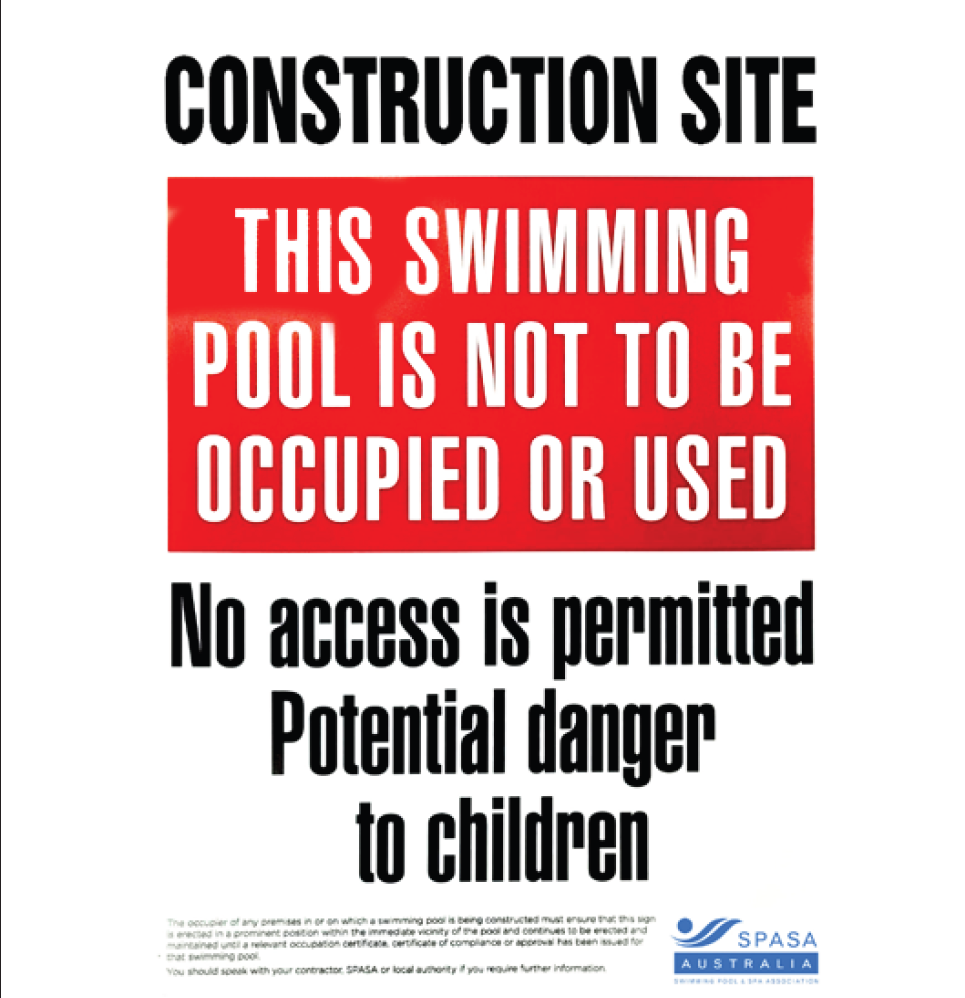 CONSTRUCTION SITE
THIS SWIMMING
POOL IS NOT TO BE
OCCUPIED OR USED
No access is permitted
Potential danger
to children
The occupier of any premises in or on which a swimming pool is being constructed must ensure that this sign
is erected in a prominent position within the immediate vicinity of the pool and continues to be erected and
maintained until a relevant occupation certificate, certificate of compliance or approval has been issued for
that swimming pool.
You should speak with your contractor, SPASA or local authority if you require further information.
SPASA
AUSTRALIA
SWIMMING POOL & SPA ASSOCIATION